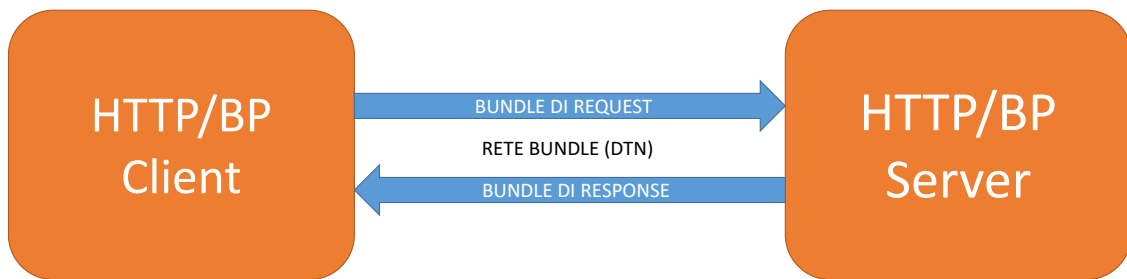 HTTP/BP
Client
BUNDLE DI REQUEST
RETE BUNDLE (DTN)
BUNDLE DI RESPONSE
HTTP/BP
Server